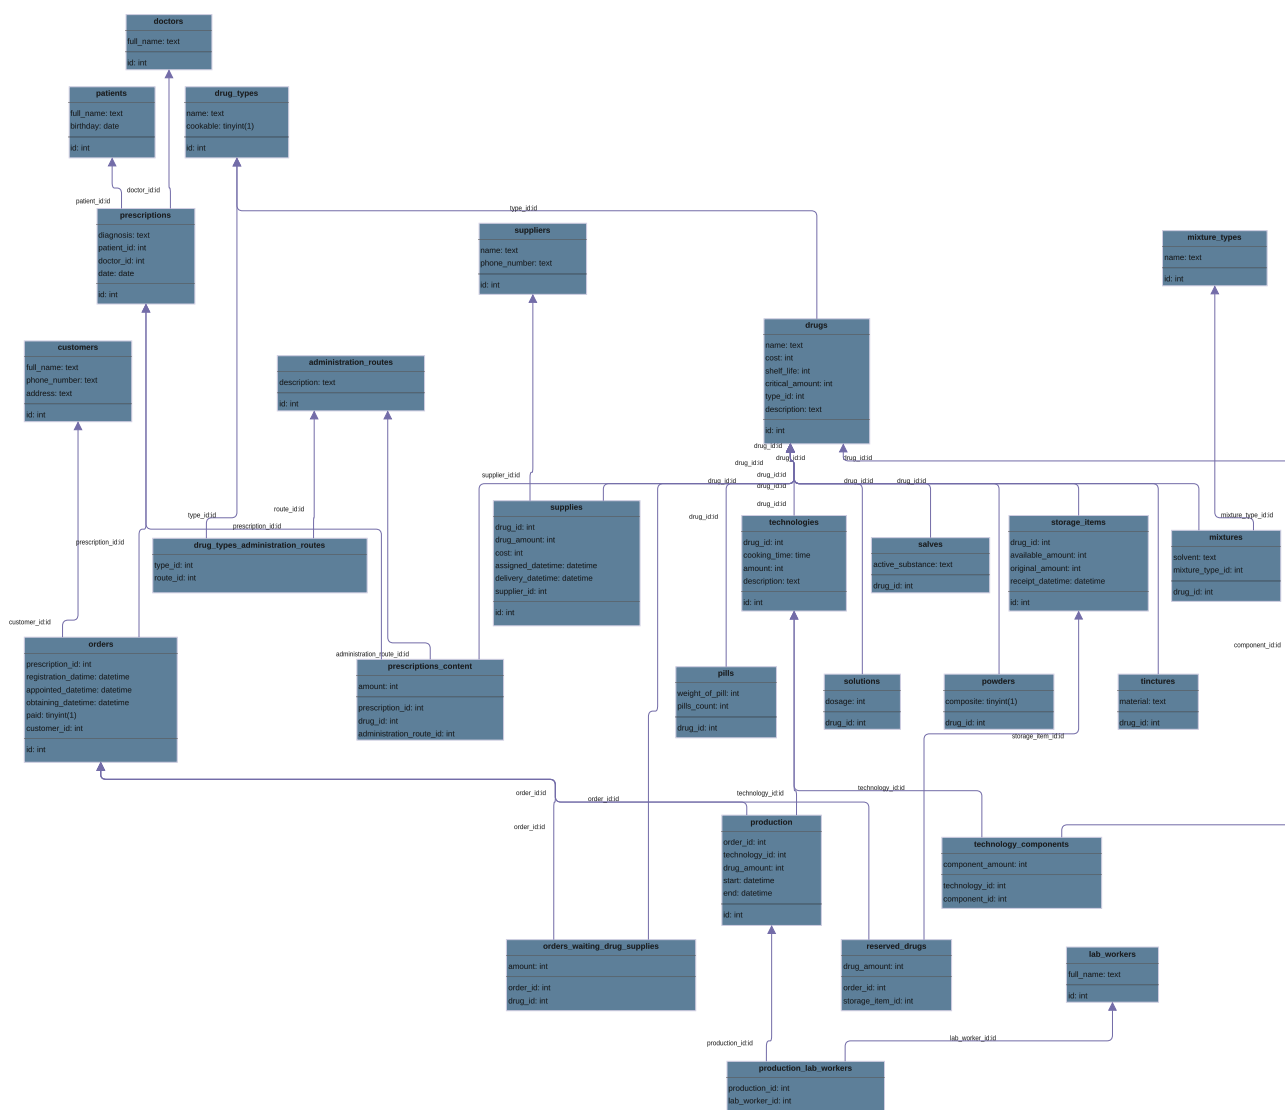 doctors
full_name: text
id: int
patients
full_name: text
birthday: date
id: int
drug_types
name: text
cookable: tinyint(1)
id: int
doctor_id:id
patient_id:id
prescriptions
diagnosis: text
patient_id: int
doctor_id: int
date: date
id: int
type_id:id
suppliers
name: text
phone_number: text
id: int
mixture_types
name: text
id: int
drugs
name: text
cost: int
shelf_life: int
critical_amount: int
type_id: int
description: text
id: int
customers
full_name: text
phone_number: text
address: text
id: int
administration_routes
description: text
id: int
drug_id:id
drug_id:id
drug_id:id
drug_id:id
supplier_id:id
drug_id:id
drug_id:id
drug_id:id
drug_id:id
drug_id:id
drug_id:id
drug_id:id
type_id:id
route_id:id
prescription_id:id
prescription_id:id
mixture_type_id:id
supplies
drug_id: int
drug_amount: int
cost: int
assigned_datetime: datetime
delivery_datetime: datetime
supplier_id: int
id: int
technologies
drug_id: int
cooking_time: time
amount: int
description: text
id: int
salves
active_substance: text
drug_id: int
storage_items
drug_id: int
available_amount: int
original_amount: int
receipt_datetime: datetime
id: int
mixtures
solvent: text
mixture_type_id: int
drug_id: int
drug_types_administration_routes
type_id: int
route_id: int
customer_id:id
component_id:id
orders
prescription_id: int
registration_datime: datetime
appointed_datetime: datetime
obtaining_datetime: datetime
paid: tinyint(1)
customer_id: int
id: int
administration_route_id:id
prescriptions_content
amount: int
prescription_id: int
drug_id: int
administration_route_id: int
pills
weight_of_pill: int
pills_count: int
drug_id: int
solutions
dosage: int
drug_id: int
powders
composite: tinyint(1)
drug_id: int
tinctures
material: text
drug_id: int
storage_item_id:id
order_id:id
order_id:id
order_id:id
technology_id:id
technology_id:id
production
order_id: int
technology_id: int
drug_amount: int
start: datetime
end: datetime
id: int
technology_components
component_amount: int
technology_id: int
component_id: int
orders_waiting_drug_supplies
amount: int
order_id: int
drug_id: int
reserved_drugs
drug_amount: int
order_id: int
storage_item_id: int
lab_workers
full_name: text
id: int
production_id:id
lab_worker_id:id
production_lab_workers
production_id: int
lab_worker_id: int